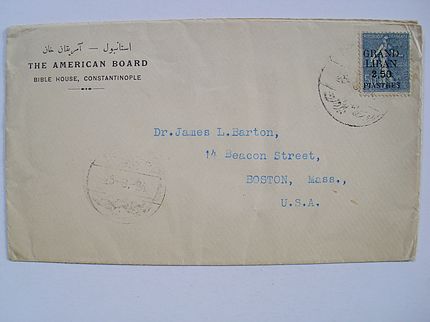 استانبول — آمریقان خان
THE AMERICAN BOARD
BIBLE HOUSE, CONSTANTINOPLE
GRAND
LIBAN
2,50
PIASTRES
Dr. James L. Barton,
14 Beacon Street,
BOSTON, Mass.,
U.S.A.